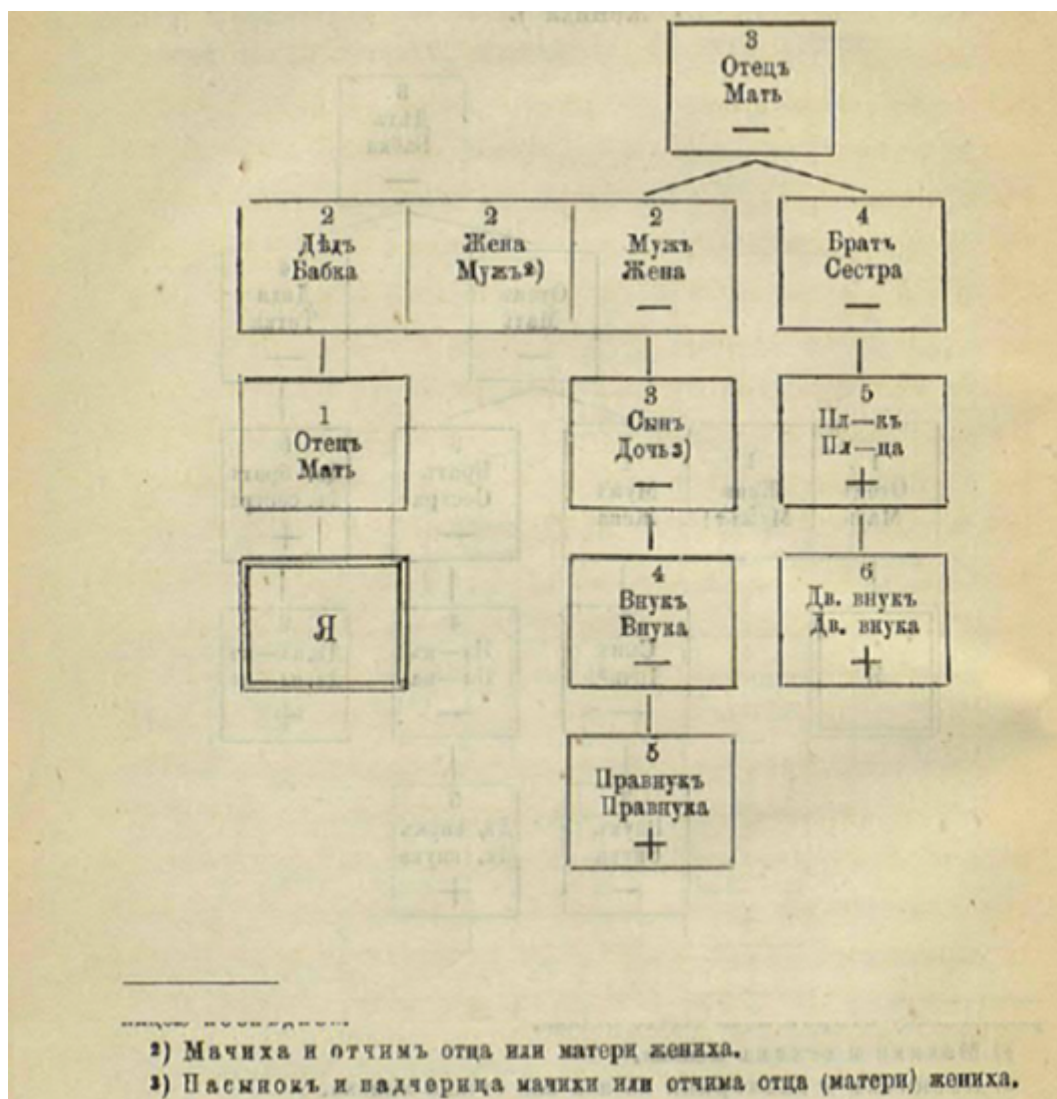 3
Отецъ
Мать
—
2
Дѣдъ
Бабка
2
Жена
Мужъ²)
2
Мужъ
Жена
—
4
Братъ
Сестра
—
1
Отецъ
Мать
3
Сынъ
Дочь³)
—
5
Пл—къ
Пл—ца
+
Я
4
Внукъ
Внука
—
6
Дв. внукъ
Дв. внука
+
5
Правнукъ
Правнука
+
²) Мачиха и отчимъ отца или матери жениха.
³) Пасынокъ и падчерица мачихи или отчима отца (матери) жениха.